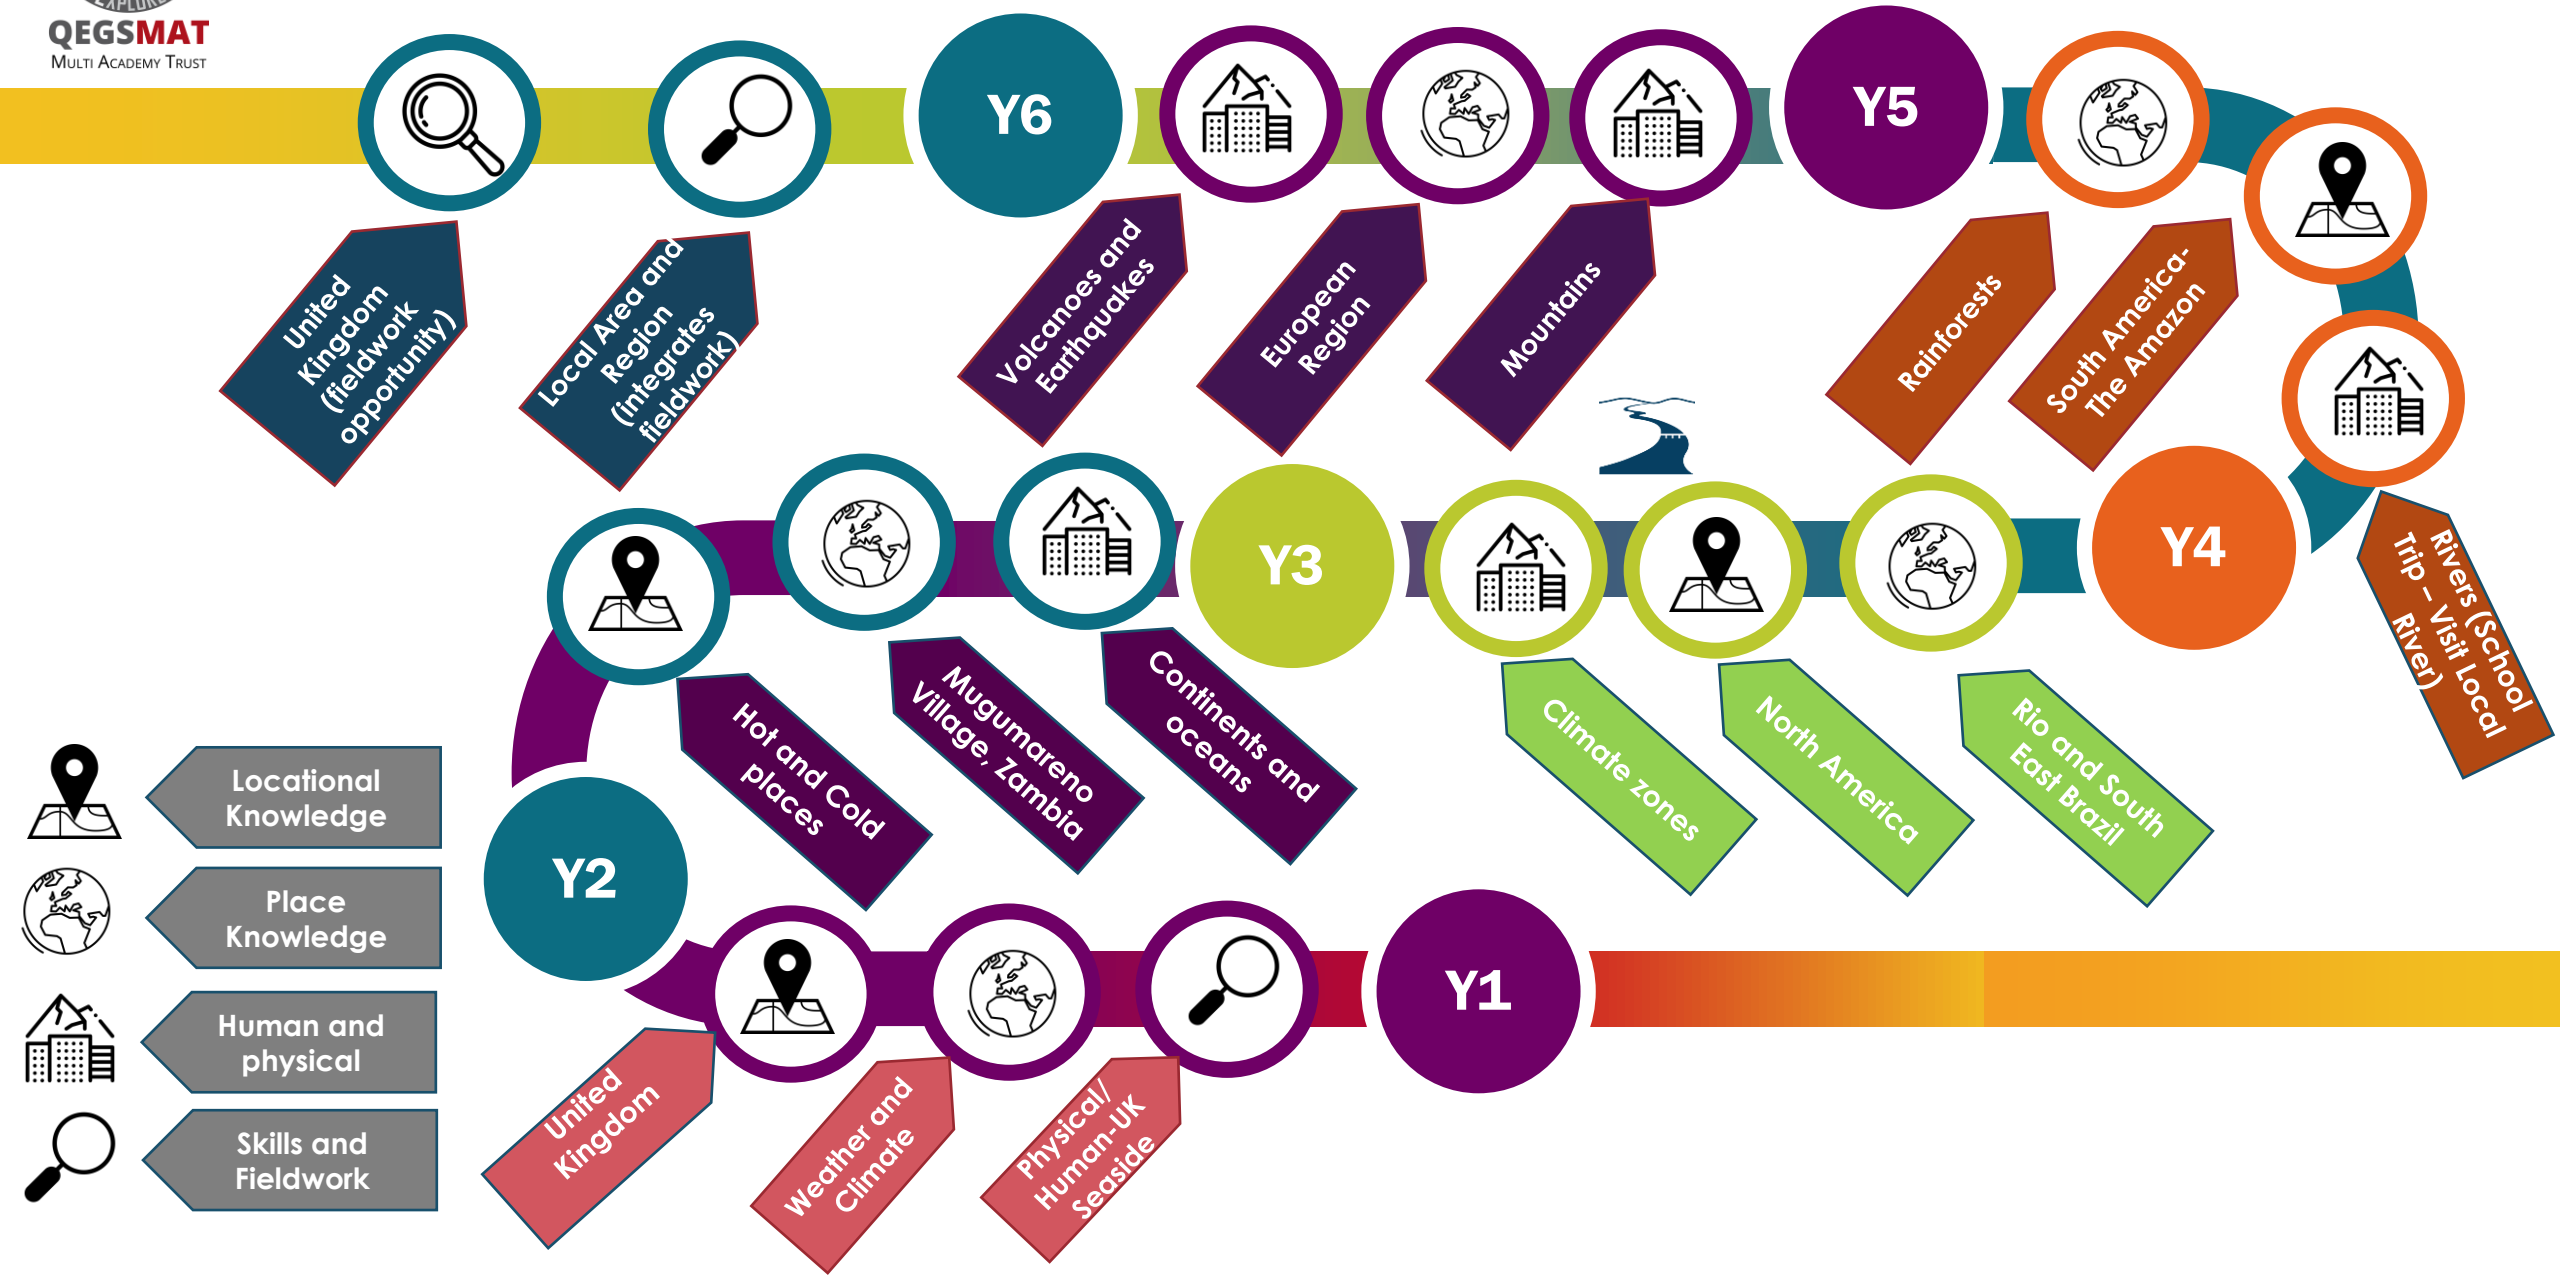 EXPLORE
QEGSMAT
MULTI ACADEMY TRUST
Y6
Y5
United
Kingdom
(fieldwork
opportunity)
Local Area and
Region
(integrates
fieldwork)
Volcanoes and
Earthquakes
European
Region
Mountains
Rainforests
South America-
The Amazon
Rivers (School
Trip – Visit Local
River)
Y3
Y4
Hot and Cold
places
Mugumareno
Village, Zambia
Continents and
oceans
Climate zones
North America
Rio and South
East Brazil
Y2
Y1
United
Kingdom
Weather and
Climate
Physical/
Human-UK
Seaside
Locational
Knowledge
Place
Knowledge
Human and
physical
Skills and
Fieldwork